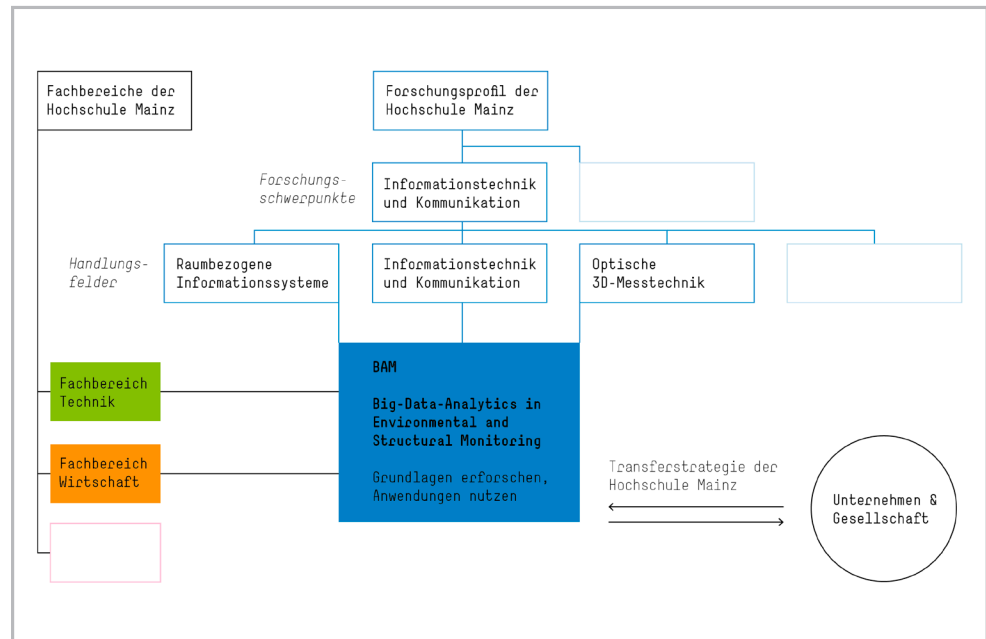 Fachbereiche der
Hochschule Mainz
Forschungsprofil der
Hochschule Mainz
Forschungs-
schwerpunkte
Informationstechnik
und Kommunikation
Handlungs-
felder
Raumbezogene
Informationssysteme
Informationstechnik
und Kommunikation
Optische
3D-Messtechnik
Fachbereich
Technik
Fachbereich
Wirtschaft
BAM
Big-Data-Analytics in
Environmental and
Structural Monitoring
Grundlagen erforschen,
Anwendungen nutzen
Transferstrategie der
Hochschule Mainz
Unternehmen &
Gesellschaft